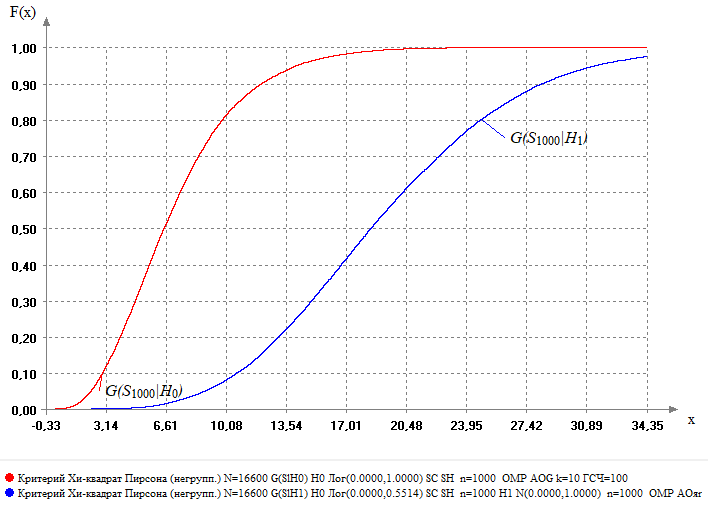 F(x)
1,00
0,90
0,80
0,70
0,60
0,50
0,40
0,30
0,20
0,10
0,00
G(S1000|H1)
G(S1000|H0)
-0,33 3,14 6,61 10,08 13,54 17,01 20,48 23,95 27,42 30,89 34,35 x
Критерий Хи-квадрат Пирсона (негрупп.) N=16600 G(S|H0) H0 Лог(0.0000,1.0000) SC SH n=1000 ОМР AOG k=10 ГСЧ=100
Критерий Хи-квадрат Пирсона (негрупп.) N=16600 G(S|H1) H0 Лог(0.0000,0.5514) SC SH n=1000 H1 N(0.0000,1.0000) n=1000 ОМР